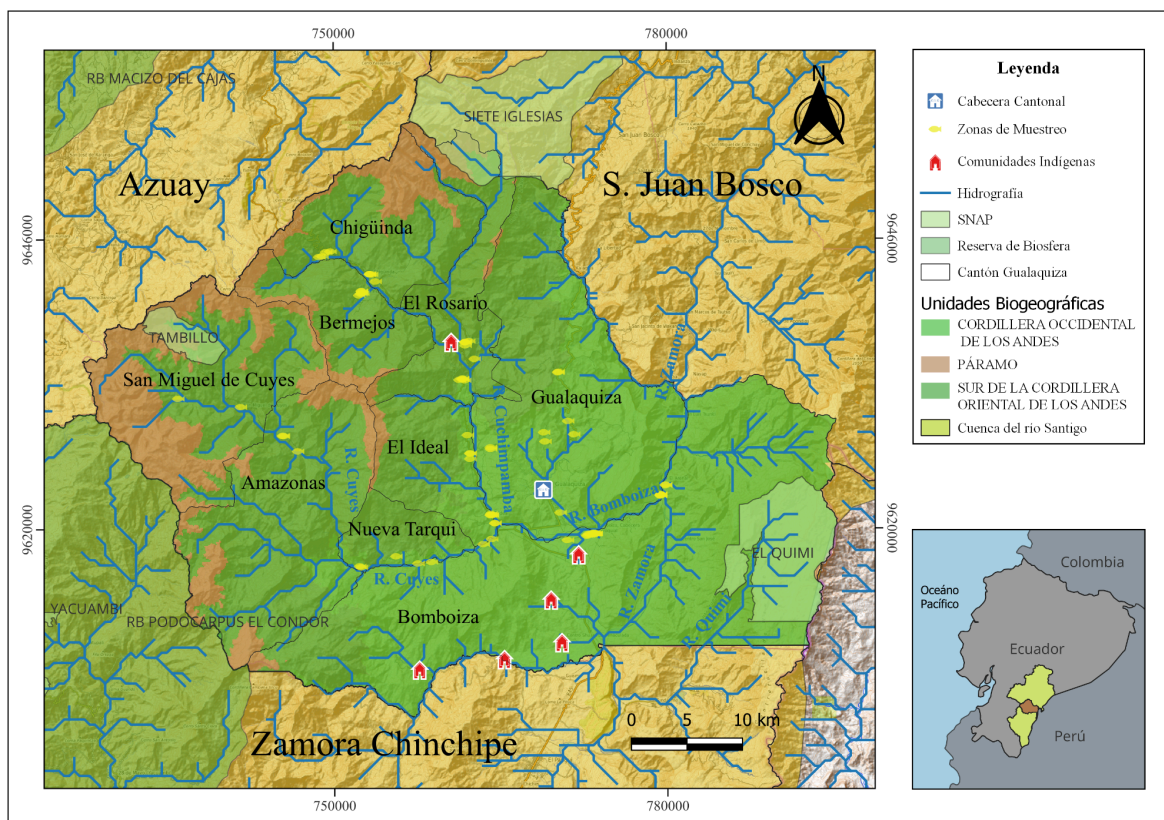 750000
780000
RB MACIZO DEL CAJAS
SIETE IGLESIAS
N
Azuay
S. Juan Bosco
Chigüinda
9646000
9646000
El Rosario
Bermejos
TAMBILLO
R. Zamora
San Miguel de Cuyes
Gualaquiza
R. Cuchimpamba
El Ideal
Amazonas
R. Cuyes
R. Bomboiza
Nueva Tarqui
9620000
9620000
EL QUIMI
R. Cuyes
R. Zamora
YACUAMBI
RB PODOCARPUS EL CONDOR
Bomboiza
R. Quimi
0 5 10 km
Zamora Chinchipe
750000
780000
Leyenda
Cabecera Cantonal
Zonas de Muestreo
Comunidades Indígenas
Hidrografía
SNAP
Reserva de Biosfera
Cantón Gualaquiza
Unidades Biogeográficas
CORDILLERA OCCIDENTAL
DE LOS ANDES
PÁRAMO
SUR DE LA CORDILLERA
ORIENTAL DE LOS ANDES
Cuenca del rio Santigo
Colombia
Oceáno
Pacífico
Ecuador
Perú